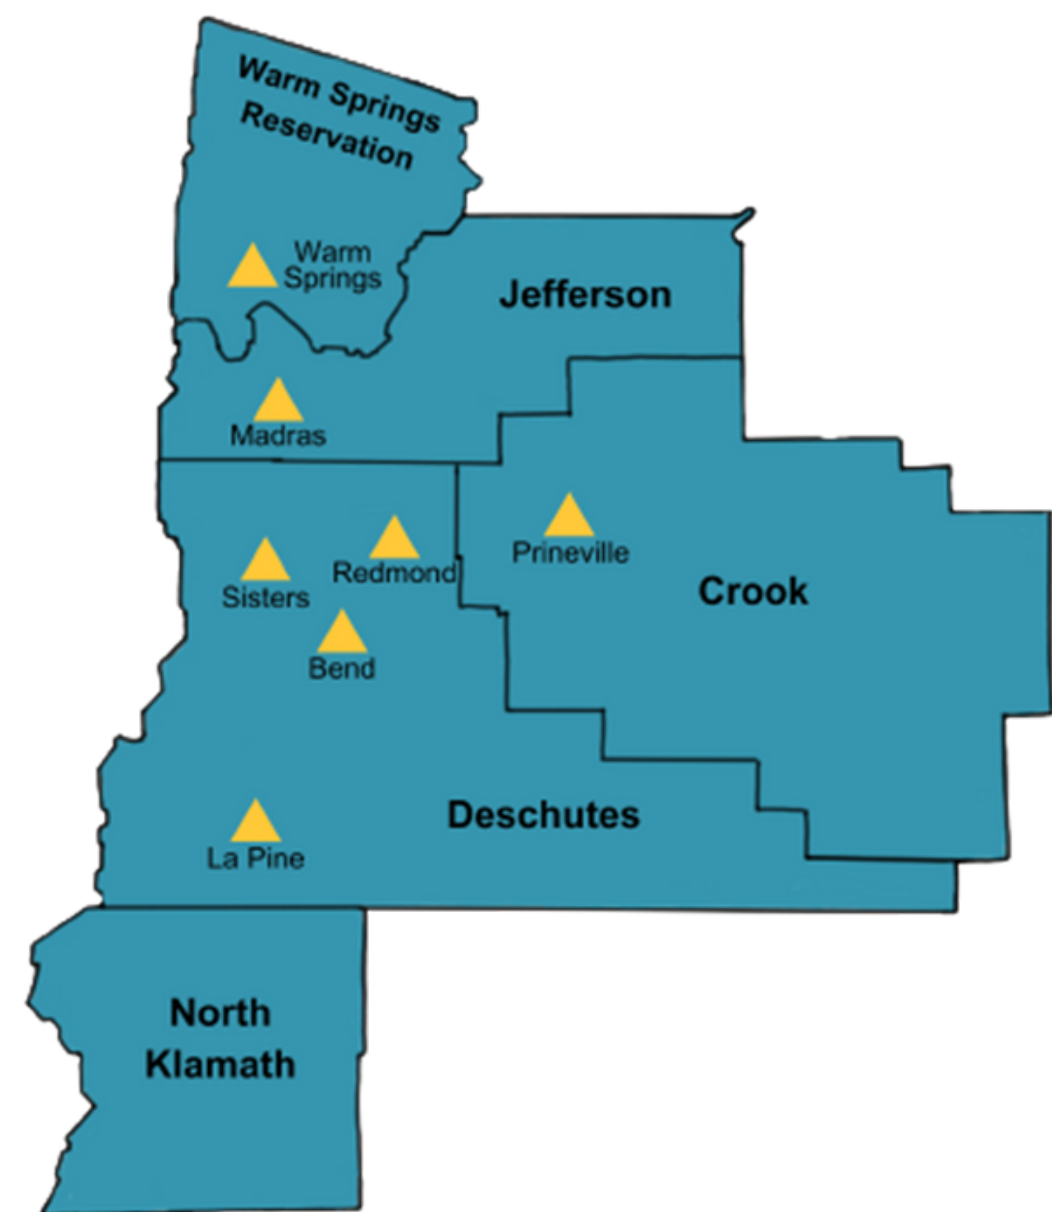 Warm Springs
Reservation
Warm
Springs
Jefferson
Madras
Prineville
Redmond
Sisters
Crook
Bend
Deschutes
La Pine
North
Klamath